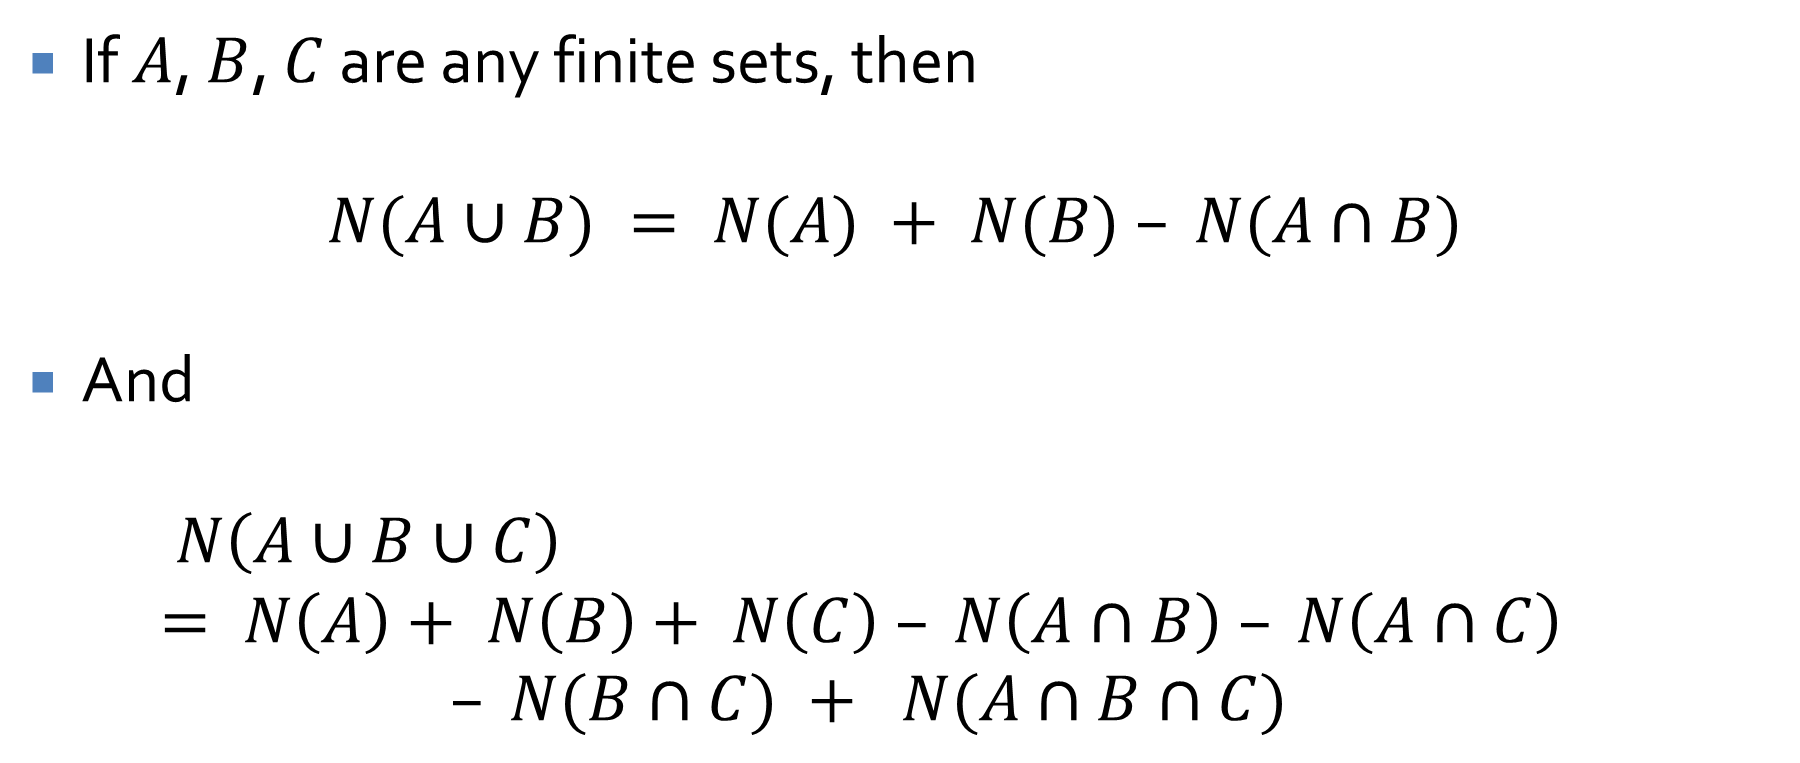 ▪ If A, B, C are any finite sets, then
N(A ∪ B) = N(A) + N(B) – N(A ∩ B)
▪ And
N(A ∪ B ∪ C)
= N(A) + N(B) + N(C) – N(A ∩ B) – N(A ∩ C)
– N(B ∩ C) + N(A ∩ B ∩ C)